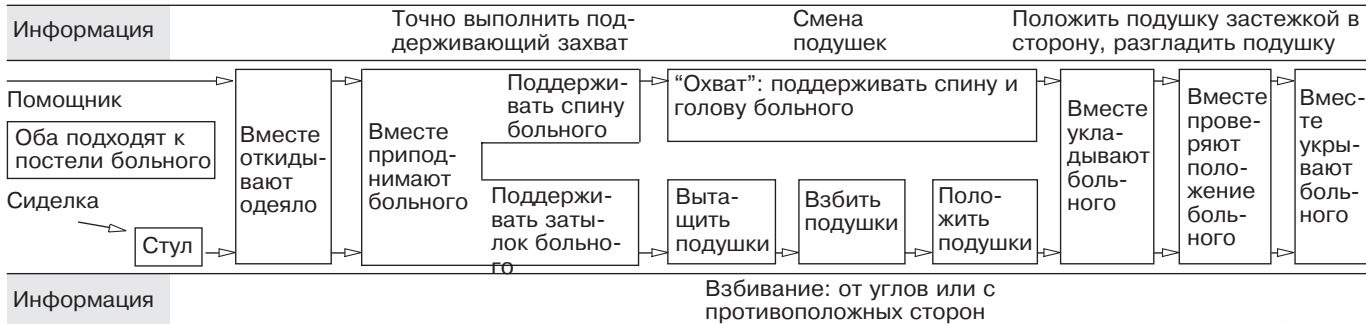 Информация
Точно выполнить под-
держивающий захват
Смена
подушек
Положить подушку застежкой в
сторону, разгладить подушку
Помощник
Оба подходят к
постели больного
Сиделка
Стул
Вместе
откиды-
вают
одеяло
Вместе
припод-
нимают
больного
Поддержи-
вать спину
больного
Поддержи-
вать заты-
лок больно-
го
“Охват”: поддерживать спину и
голову больного
Выта-
щить
подушки
Взбить
подушки
Поло-
жить
подушки
Вместе
укла-
дывают
боль-
ного
Вместе
прове-
ряют
поло-
жение
боль-
ного
Вмес-
те
укры-
вают
боль-
ного
Информация
Взбивание: от углов или с
противоположных сторон